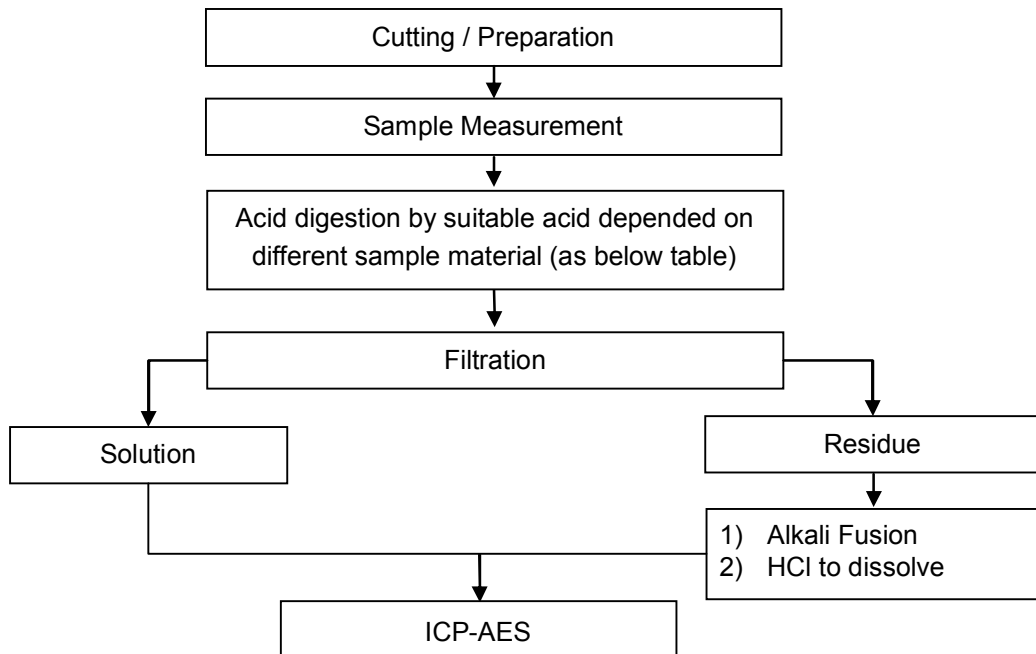 Cutting / Preparation
Sample Measurement
Acid digestion by suitable acid depended on
different sample material (as below table)
Filtration
Solution
Residue
1) Alkali Fusion
2) HCl to dissolve
ICP-AES